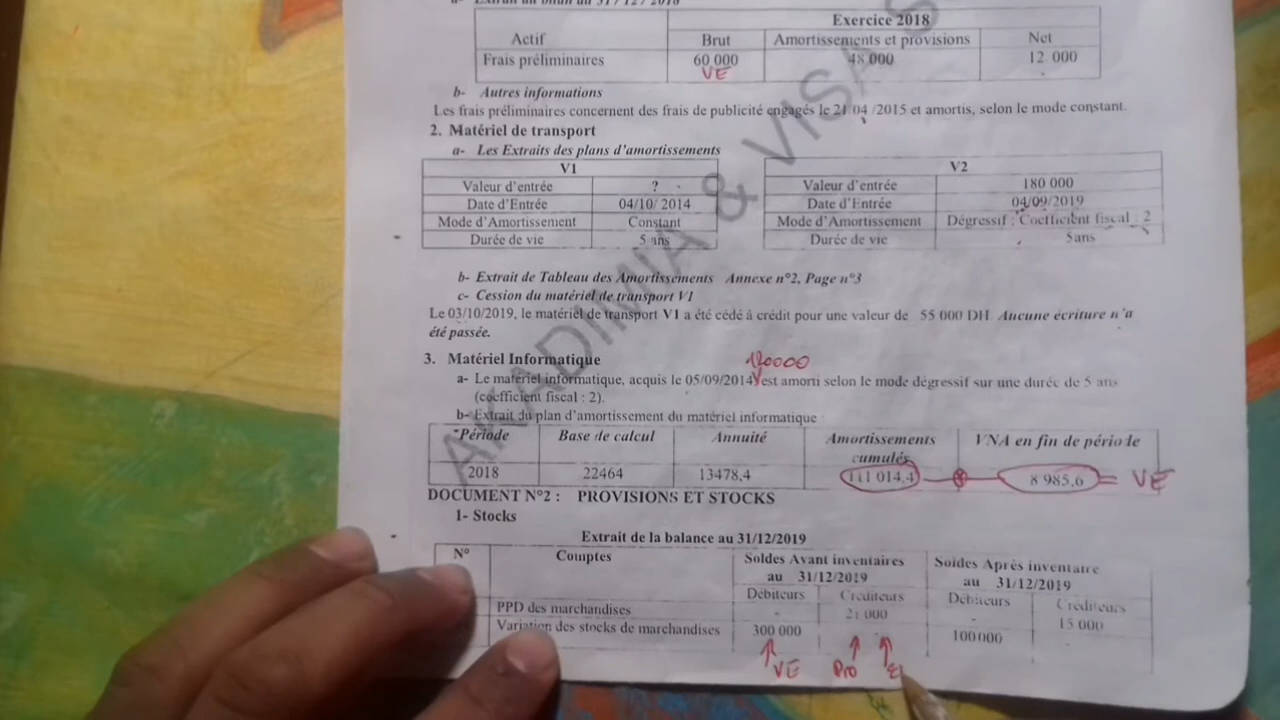 a- Extrait du bilan au 31/12/2018
Exercice 2018
Actif Brut Amortissements et provisions Net
Frais préliminaires 60 000 48 000 12 000
VE
b- Autres informations
Les frais préliminaires concernent des frais de publicité engagés le 21 04 /2015 et amortis, selon le mode constant.
2. Matériel de transport
a- Les Extraits des plans d'amortissements
V1
Valeur d'entrée ?
Date d'Entrée 04/10/ 2014
Mode d'Amortissement Constant
Durée de vie 5 ans
V2
Valeur d'entrée 180 000
Date d'Entrée 04/09/2019
Mode d'Amortissement Dégressif : Coefficient fiscal : 2
Durée de vie 5ans
b- Extrait de Tableau des Amortissements Annexe n°2, Page n°3
c- Cession du matériel de transport V1
Le 03/10/2019, le matériel de transport V1 a été cédé à crédit pour une valeur de 55 000 DH. Aucune écriture n'a
été passée.
3. Matériel Informatique
120000
a- Le matériel informatique, acquis le 05/09/2014 est amorti selon le mode dégressif sur une durée de 5 ans
(coefficient fiscal : 2).
b- Extrait du plan d'amortissement du matériel informatique
Période Base de calcul Annuité Amortissements cumulés VNA en fin de période
2018 22464 13478,4 111 014,4 8 985,6 = VE
DOCUMENT N°2 : PROVISIONS ET STOCKS
1- Stocks
Extrait de la balance au 31/12/2019
N° Comptes Soldes Avant inventaires au 31/12/2019 Soldes Après inventaire au 31/12/2019
Débiteurs Créditeurs Débiteurs Créditeurs
PPD des marchandises - 21 000 - 15 000
Variation des stocks de marchandises 300 000 - 100 000 -
VE Pro
AKADIMIA & VISA S